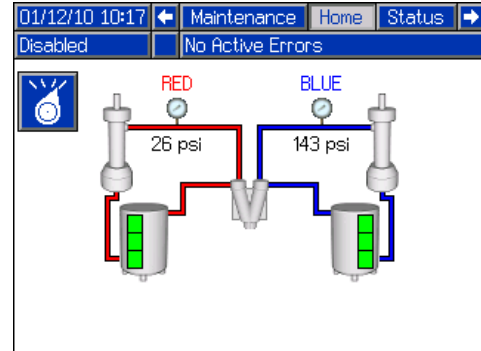 01/12/10 10:17 Maintenance Home Status
Disabled No Active Errors
RED BLUE
26 psi 143 psi